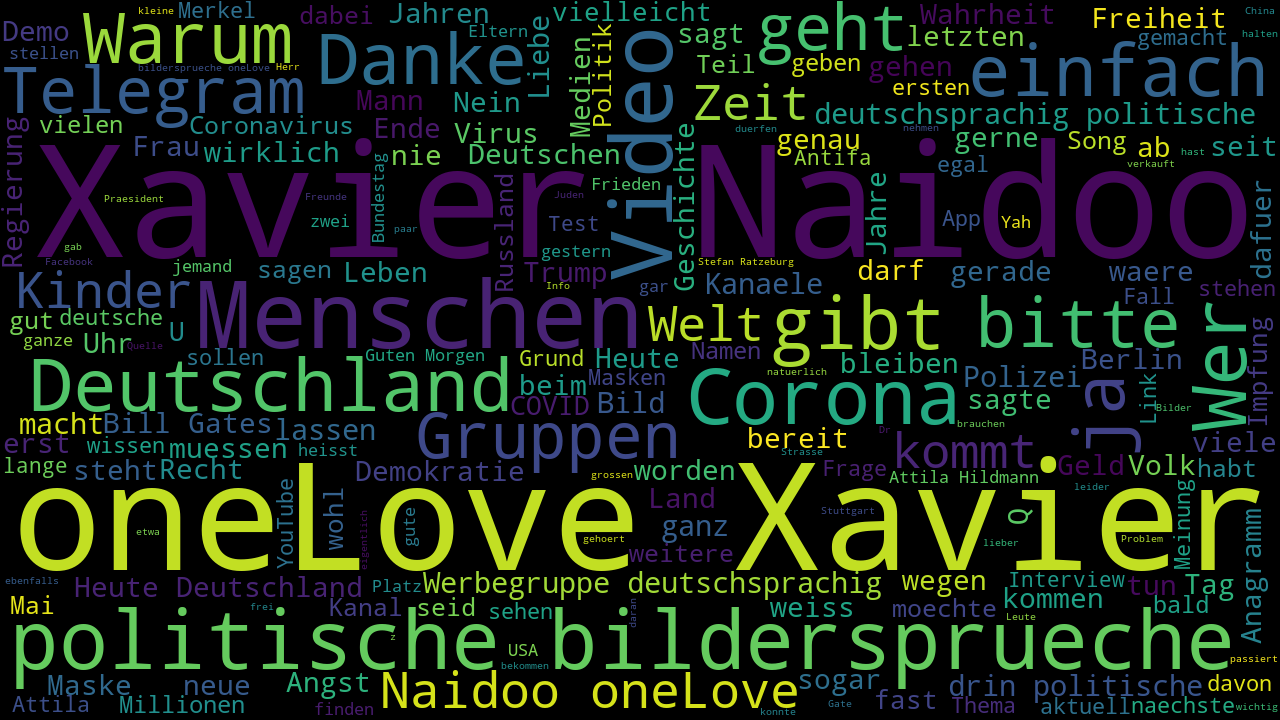 kleine
Merkel
dabei
Jahren
vielleicht
Wahrheit
Freiheit
China
Demo
Warum
Danke
Eltern
Liebe
Video
sagt
geht
letzten
gemacht
halten
stellen
bildersprueche oneLove
Herr
Medien
Politik
Teil
geben
gehen
einfach
Telegram
Mann
Nein
Zeit
ersten
deutschsprachig politische
vielen
Coronavirus
Ende
Virus
duerfen
genau
nehmen
gerne
Song
ab
hast
seit
Regierung
Frau
wirklich
nie
Deutschen
Geschichte
Antifa
egal
verkauft
Xavier Naidoo
Praesident
Freunde
Bundestag
Russland
Juden
Frieden
Jahre
dafuer
zwei
paar
Test
App
Yah
gab
gestern
Facebook
jemand
sagen
Leben
Trump
Stefan Ratzeburg
darf
gerade
waere
Kinder
Info
gar
Kanaele
Fall
stehen
gut
deutsche
U
Menschen
Welt
gibt
bitte
Wer
ganze
Uhr
Quelle
sollen
Guten Morgen
Grund
Heute
Namen
bleiben
Berlin
Impfung
Deutschland
beim
Masken
natuerlich
Corona
Polizei
Link
macht
Bill Gates
COVID
Bild
sagte
ja
Bilder
erst
wissen
muessen
lassen
heisst
Gruppen
bereit
Dr
brauchen
kommt
viele
lange
steht
Recht
Demokratie
grossen
worden
Strasse
Frage
Attila Hildmann
Geld
Volk
habt
oneLove Xavier
YouTube
wohl
eigentlich
gute
Land
leider
Meinung
etwa
gehoert
ganz
Stuttgart
Q
lieber
Problem
Anagramm
weitere
ebenfalls
Heute Deutschland
Platz
Werbegruppe deutschsprachig
wegen
Interview
tun
Tag
Mai
frei
Kanal
seid
sehen
daran
weiss
moechte
kommen
Leute
bald
politische bildersprueche
z
USA
bekommen
passiert
Maske
neue
Angst
Naidoo oneLove
sogar
fast
drin politische
davon
Attila
Millionen
finden
konnte
Gate
Thema
aktuell
naechste
wichtig